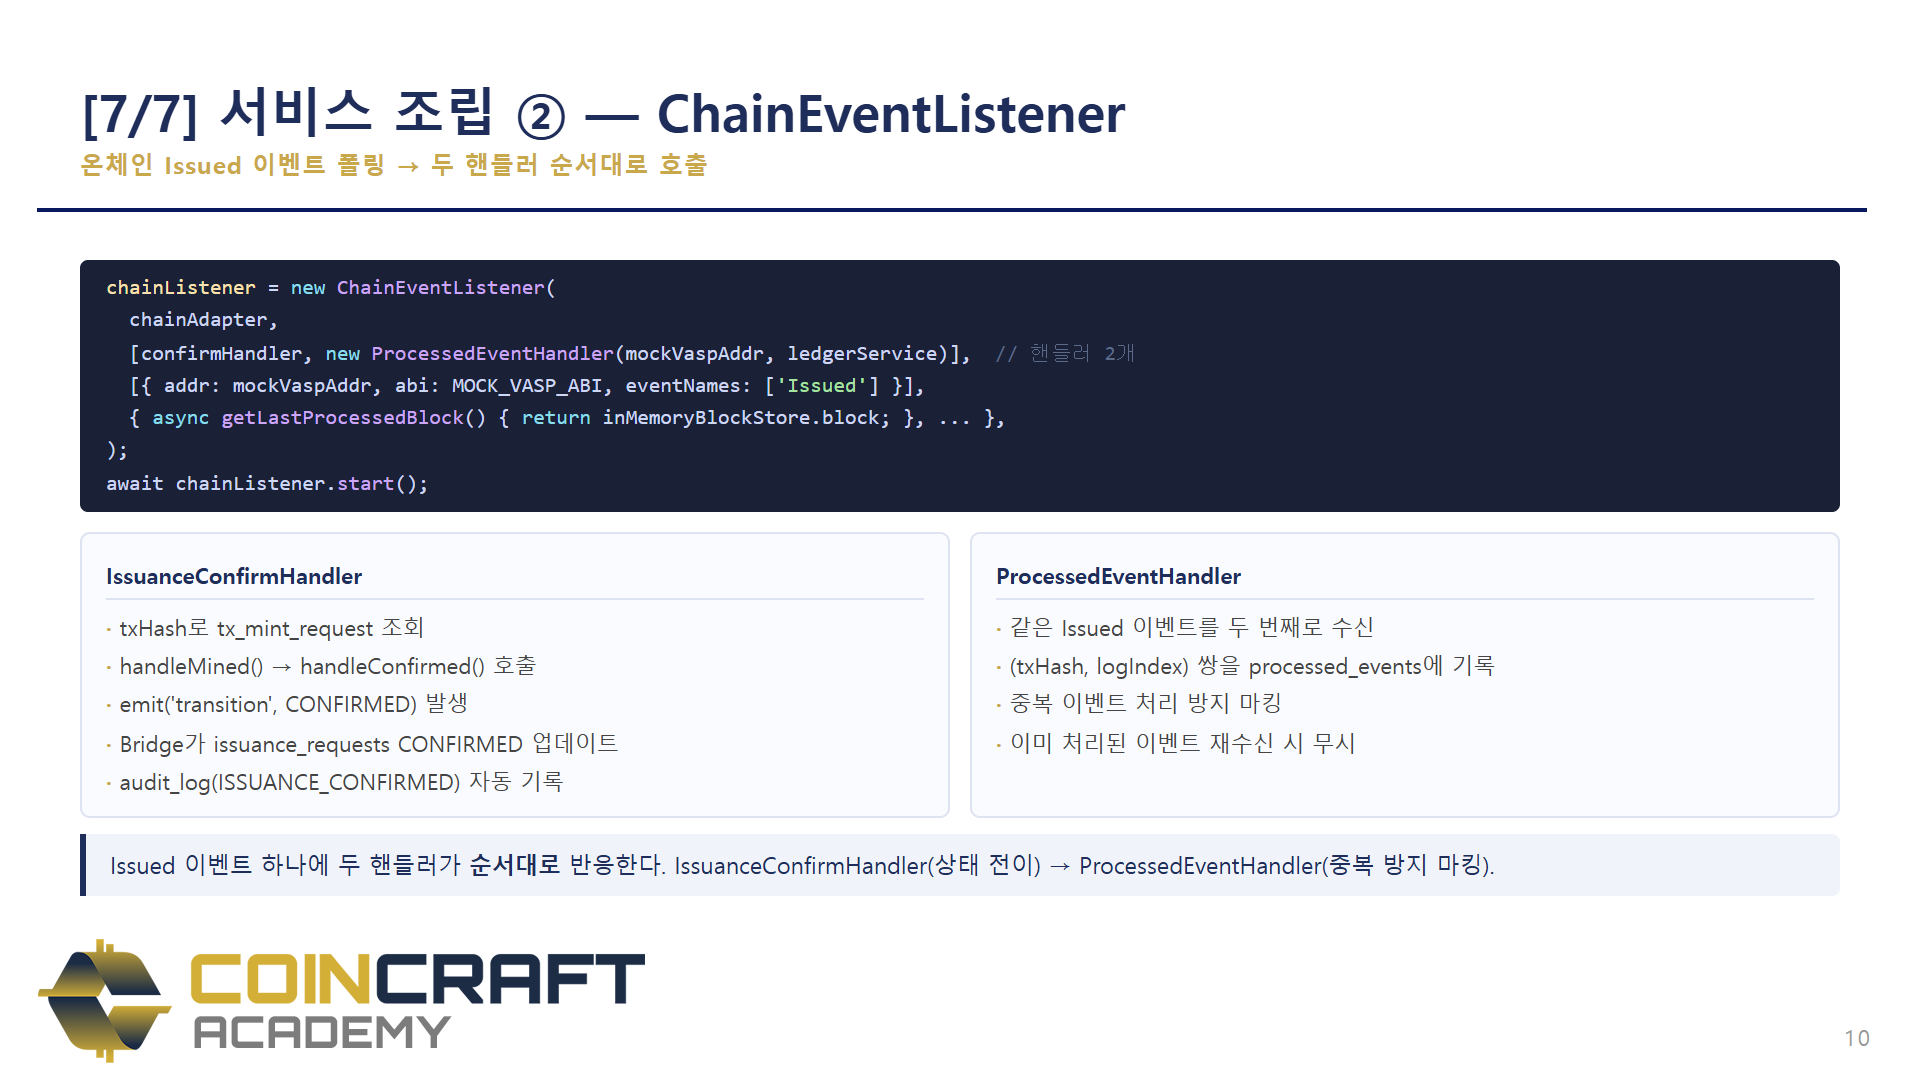 [7/7] 서비스 조립 ② — ChainEventListener
온체인 Issued 이벤트 폴링 → 두 핸들러 순서대로 호출
chainListener = new ChainEventListener(
  chainAdapter,
  [confirmHandler, new ProcessedEventHandler(mockVaspAddr, ledgerService)],  // 핸들러 2개
  [{ addr: mockVaspAddr, abi: MOCK_VASP_ABI, eventNames: ['Issued'] }],
  { async getLastProcessedBlock() { return inMemoryBlockStore.block; }, ... },
);
await chainListener.start();
IssuanceConfirmHandler
· txHash로 tx_mint_request 조회
· handleMined() → handleConfirmed() 호출
· emit('transition', CONFIRMED) 발생
· Bridge가 issuance_requests CONFIRMED 업데이트
· audit_log(ISSUANCE_CONFIRMED) 자동 기록
ProcessedEventHandler
· 같은 Issued 이벤트를 두 번째로 수신
· (txHash, logIndex) 쌍을 processed_events에 기록
· 중복 이벤트 처리 방지 마킹
· 이미 처리된 이벤트 재수신 시 무시
Issued 이벤트 하나에 두 핸들러가 순서대로 반응한다. IssuanceConfirmHandler(상태 전이) → ProcessedEventHandler(중복 방지 마킹).
COINCRAFT
ACADEMY
10